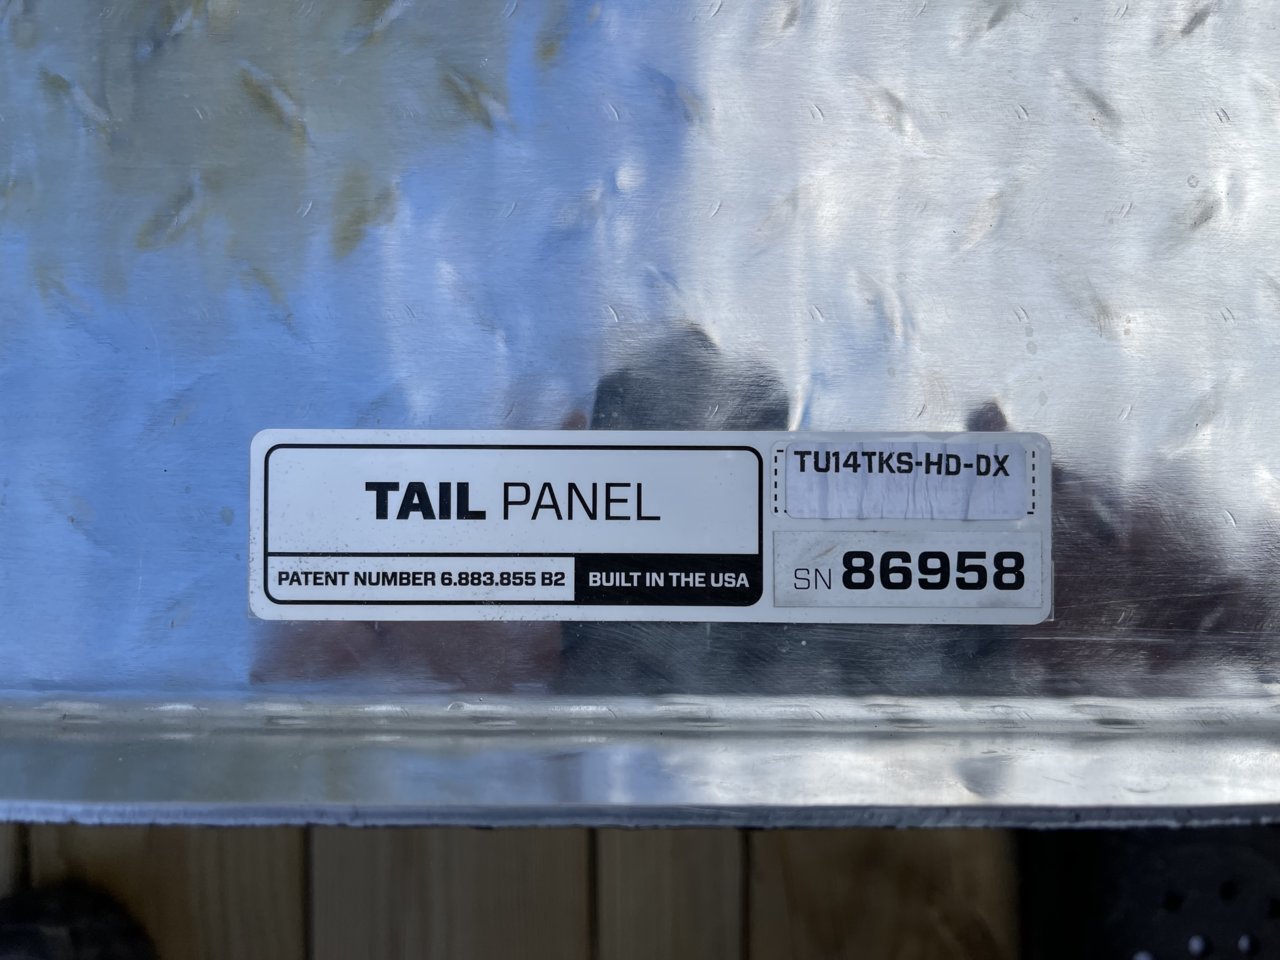 TAIL PANEL
PATENT NUMBER 6.883.855 B2
BUILT IN THE USA
TU14TKS-HD-DX
SN 86958